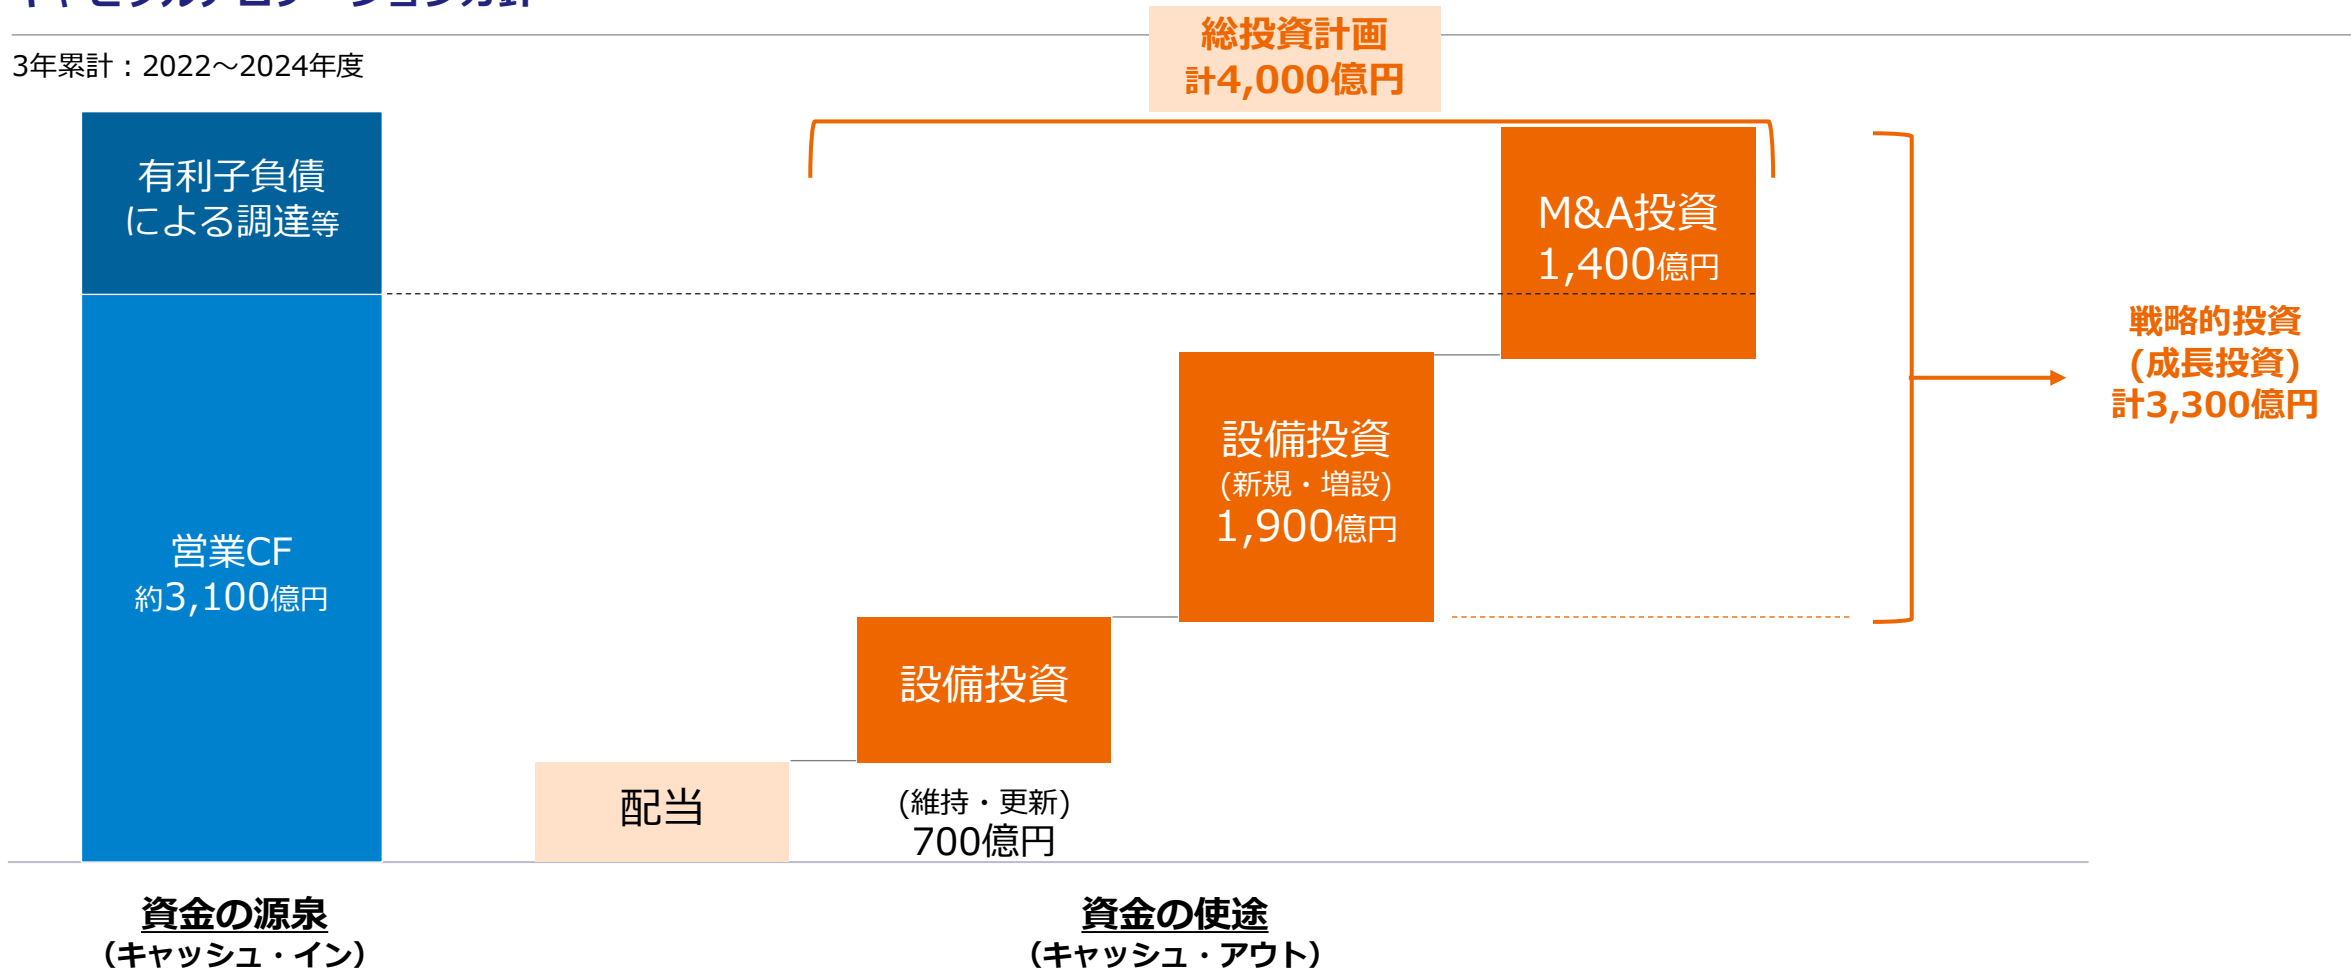 3年累計：2022～2024年度
総投資計画
計4,000億円
有利子負債
による調達等
営業CF
約3,100億円
配当
設備投資
(維持・更新)
700億円
設備投資
(新規・増設)
1,900億円
M&A投資
1,400億円
戦略的投資
(成長投資)
計3,300億円
資金の源泉
（キャッシュ・イン）
資金の使途
（キャッシュ・アウト）